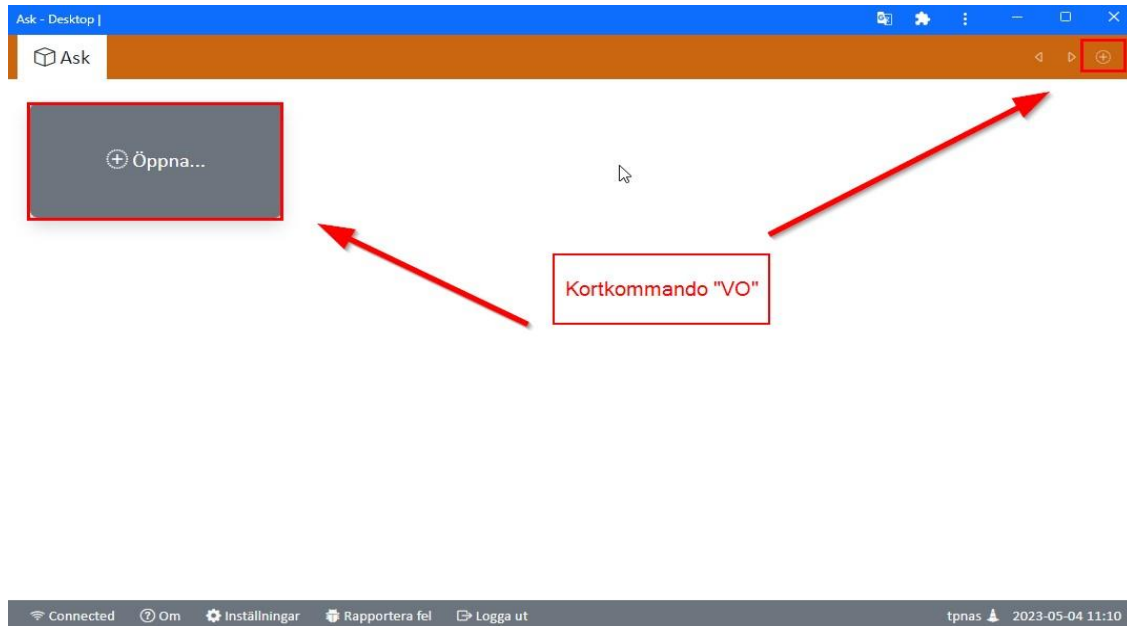 Ask - Desktop |
Ask
Öppna...
Kortkommando "VO"
Connected Om Inställningar Rapportera fel Logga ut tpnas 2023-05-04 11:10